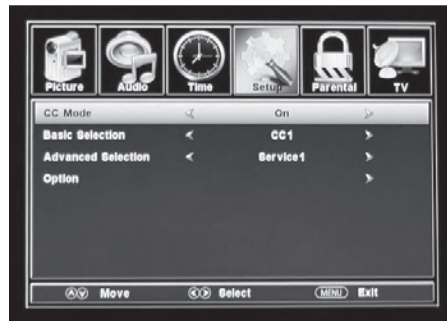 Picture Audio Time Setup Parental TV
CC Mode On
Basic Selection CC1
Advanced Selection Service1
Option
Move Select MENU Exit